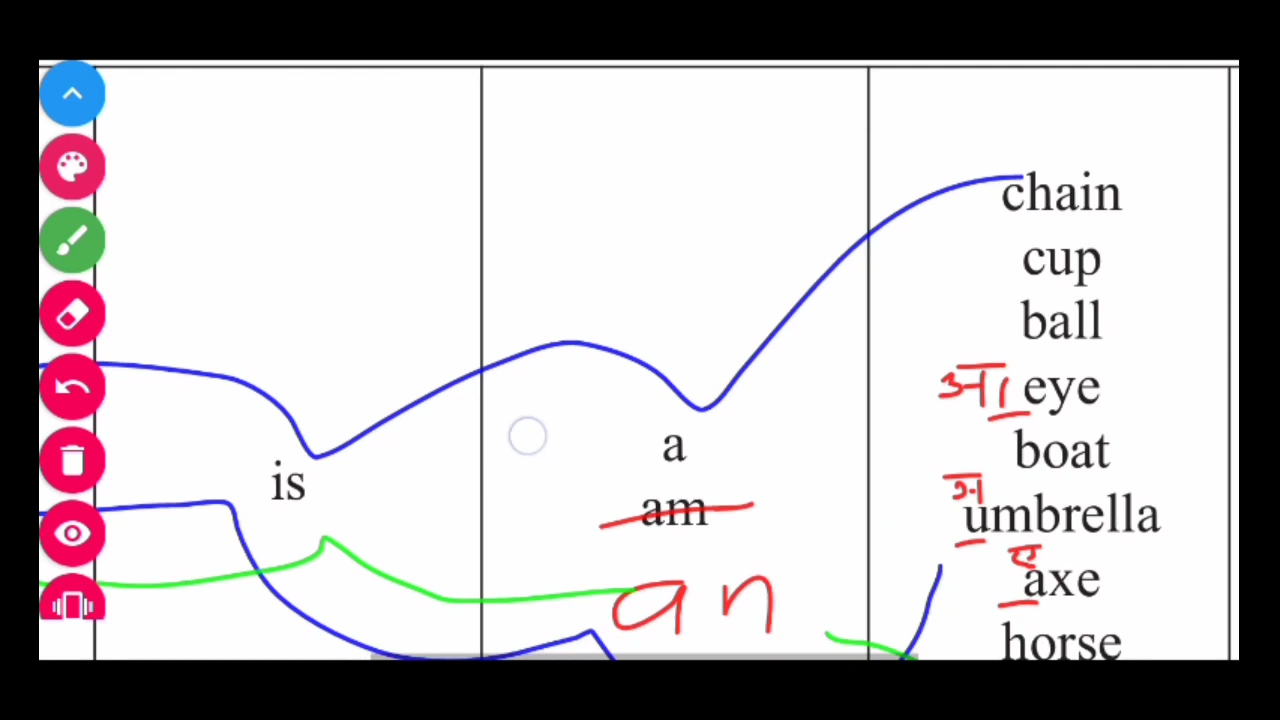 chain
cup
ball
आ eye
boat
a
is
अ
umbrella
am
ऐ
axe
an
horse